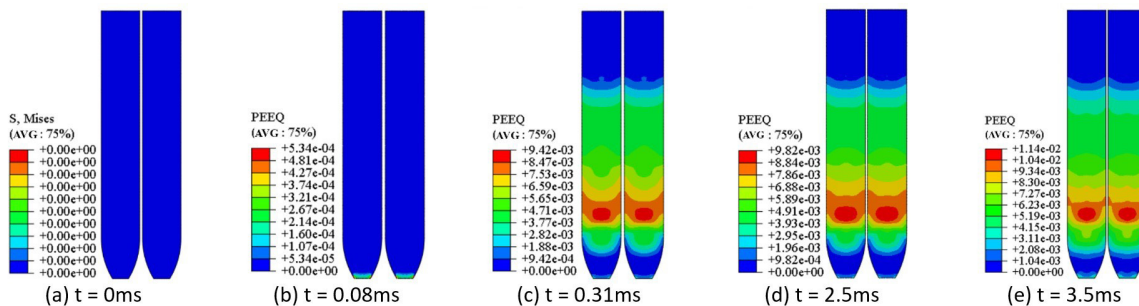 S, Mises
(AVG : 75%)
+0.00e+00
+0.00e+00
+0.00e+00
+0.00e+00
+0.00e+00
+0.00e+00
+0.00e+00
+0.00e+00
+0.00e+00
+0.00e+00
+0.00e+00
(a) t = 0ms
PEEQ
(AVG : 75%)
+5.34e-04
+4.81e-04
+4.27e-04
+3.74e-04
+3.21e-04
+2.67e-04
+2.14e-04
+1.60e-04
+1.07e-04
+5.34e-05
+0.00e+00
(b) t = 0.08ms
PEEQ
(AVG : 75%)
+9.42e-03
+8.47e-03
+7.53e-03
+6.59e-03
+5.65e-03
+4.71e-03
+3.77e-03
+2.82e-03
+1.88e-03
+9.42e-04
+0.00e+00
(c) t = 0.31ms
PEEQ
(AVG : 75%)
+9.82e-03
+8.84e-03
+7.86e-03
+6.88e-03
+5.89e-03
+4.91e-03
+3.93e-03
+2.95e-03
+1.96e-03
+9.82e-04
+0.00e+00
(d) t = 2.5ms
PEEQ
(AVG : 75%)
+1.14e-02
+1.04e-02
+9.34e-03
+8.30e-03
+7.27e-03
+6.23e-03
+5.19e-03
+4.15e-03
+3.11e-03
+2.08e-03
+1.04e-03
+0.00e+00
(e) t = 3.5ms